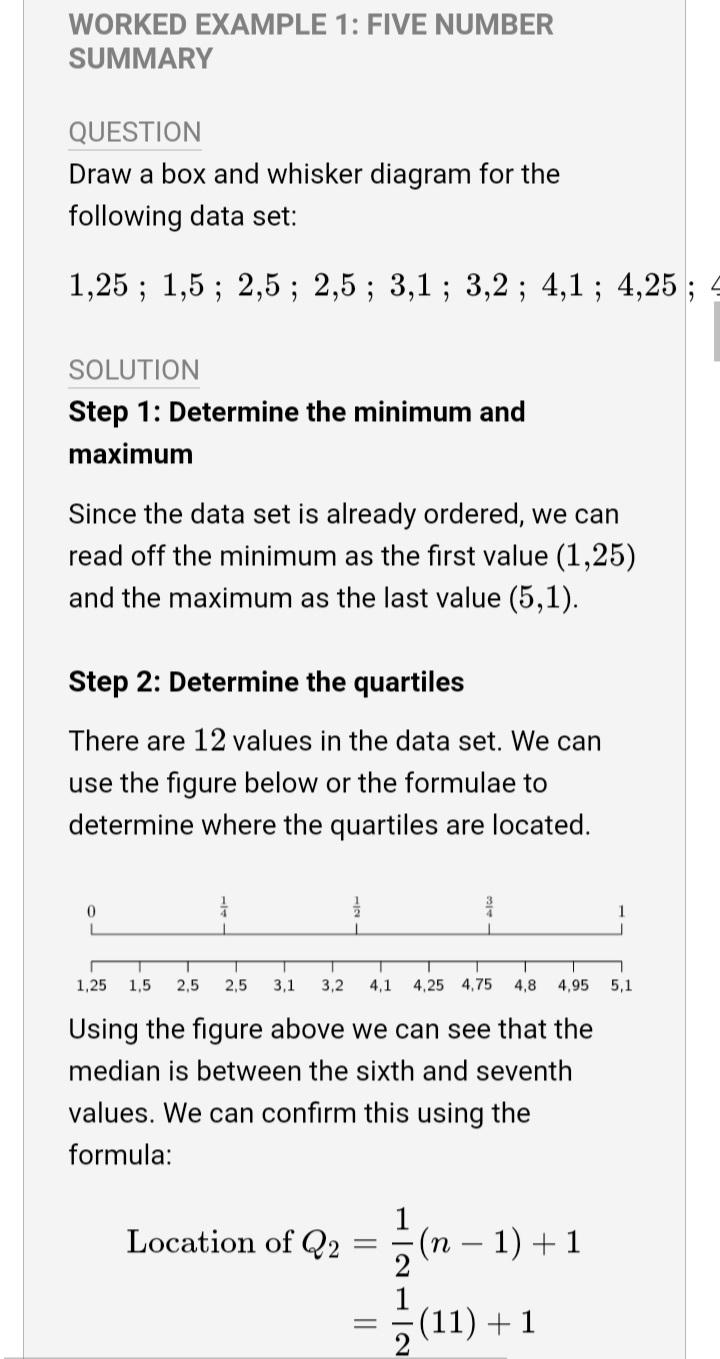 WORKED EXAMPLE 1: FIVE NUMBER
SUMMARY
QUESTION
Draw a box and whisker diagram for the
following data set:
1,25 ; 1,5 ; 2,5 ; 2,5 ; 3,1 ; 3,2 ; 4,1 ; 4,25 ;
SOLUTION
Step 1: Determine the minimum and
maximum
Since the data set is already ordered, we can
read off the minimum as the first value (1,25)
and the maximum as the last value (5,1).
Step 2: Determine the quartiles
There are 12 values in the data set. We can
use the figure below or the formulae to
determine where the quartiles are located.
0 1/4 1/2 3/4 1
1,25 1,5 2,5 2,5 3,1 3,2 4,1 4,25 4,75 4,8 4,95 5,1
Using the figure above we can see that the
median is between the sixth and seventh
values. We can confirm this using the
formula:
Location of Q₂ = 1/2 (n − 1) + 1
= 1/2 (11) + 1